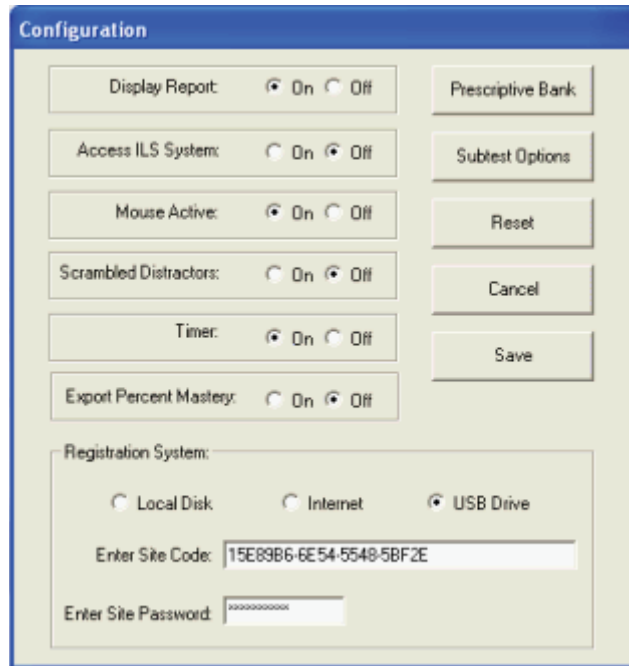 Configuration
Display Report: On Off
Prescriptive Bank
Access ILS System: On Off
Subtest Options
Mouse Active: On Off
Reset
Scrambled Distractors: On Off
Cancel
Timer: On Off
Save
Export Percent Mastery: On Off
Registration System:
Local Disk Internet USB Drive
Enter Site Code: 15E89B6-6E54-5548-5BF2E
Enter Site Password: xxxxxxxxxx